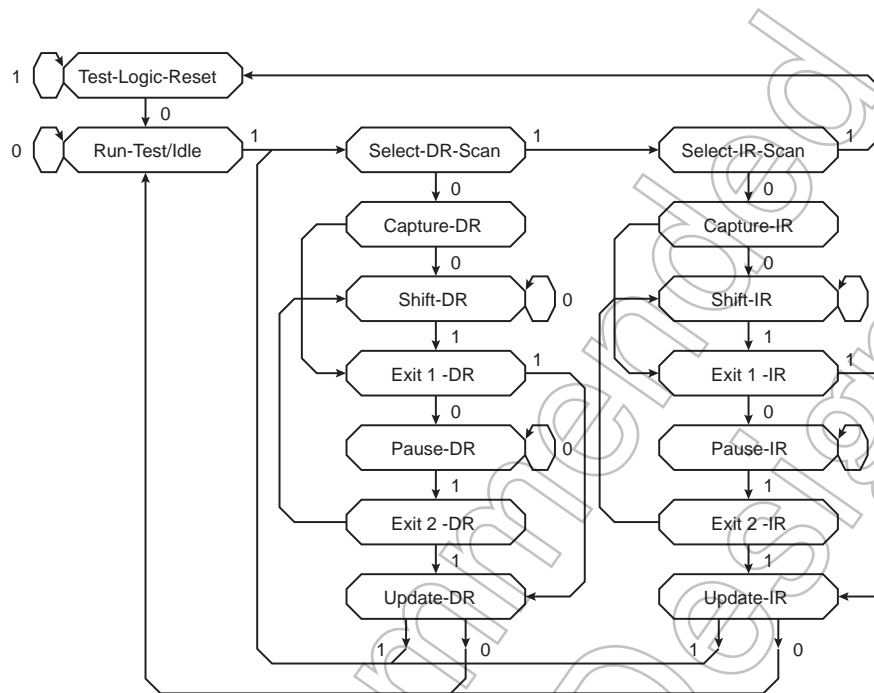 1 Test-Logic-Reset
0
0 Run-Test/Idle 1 Select-DR-Scan 1 Select-IR-Scan 1
0 0
Capture-DR Capture-IR
0 0
Shift-DR 0 Shift-IR
1 1
Exit 1 -DR 1 Exit 1 -IR 1
0 0
Pause-DR 0 Pause-IR
1 1
Exit 2 -DR Exit 2 -IR
1 1
Update-DR Update-IR
1 0 1 0
mmended
Desig